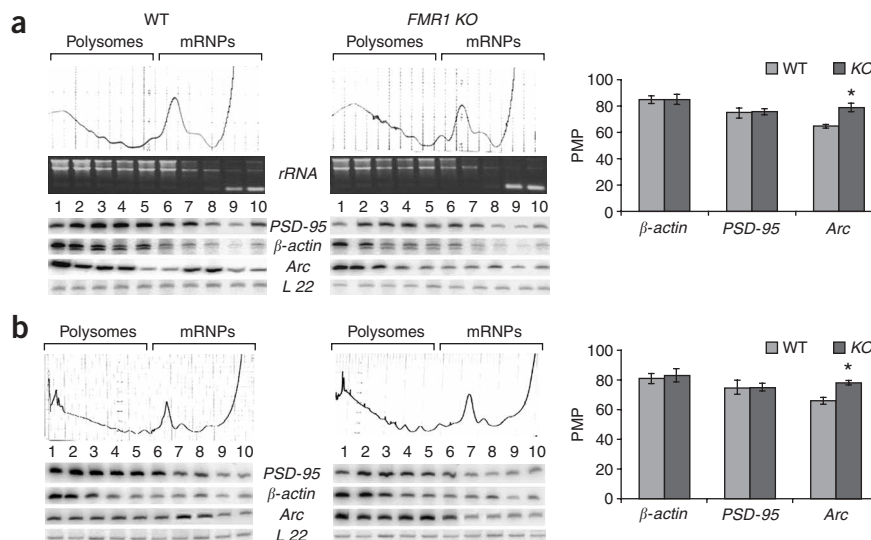 a
WT
FMR1 KO
Polysomes mRNPs
Polysomes mRNPs
rRNA
1 2 3 4 5 6 7 8 9 10
1 2 3 4 5 6 7 8 9 10
PSD-95
β-actin
Arc
L 22
WT KO
PMP
100
80
60
40
20
0
*
β-actin PSD-95 Arc
b
Polysomes mRNPs
Polysomes mRNPs
1 2 3 4 5 6 7 8 9 10
1 2 3 4 5 6 7 8 9 10
PSD-95
β-actin
Arc
L 22
WT KO
PMP
100
80
60
40
20
0
*
β-actin PSD-95 Arc